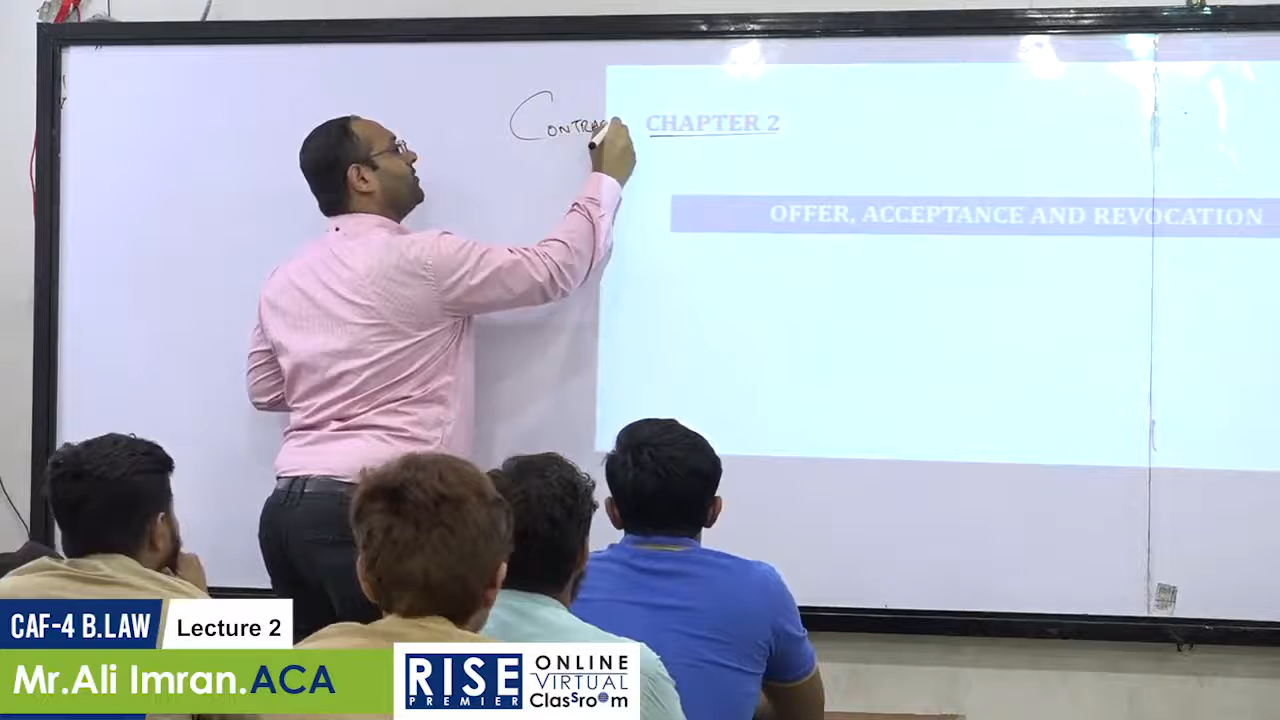 CONTRAC
CHAPTER 2
OFFER, ACCEPTANCE AND REVOCATION
CAF-4 B.LAW
Lecture 2
Mr.Ali Imran.ACA
RISE
PREMIER
ONLINE
VIRTUAL
Classroom